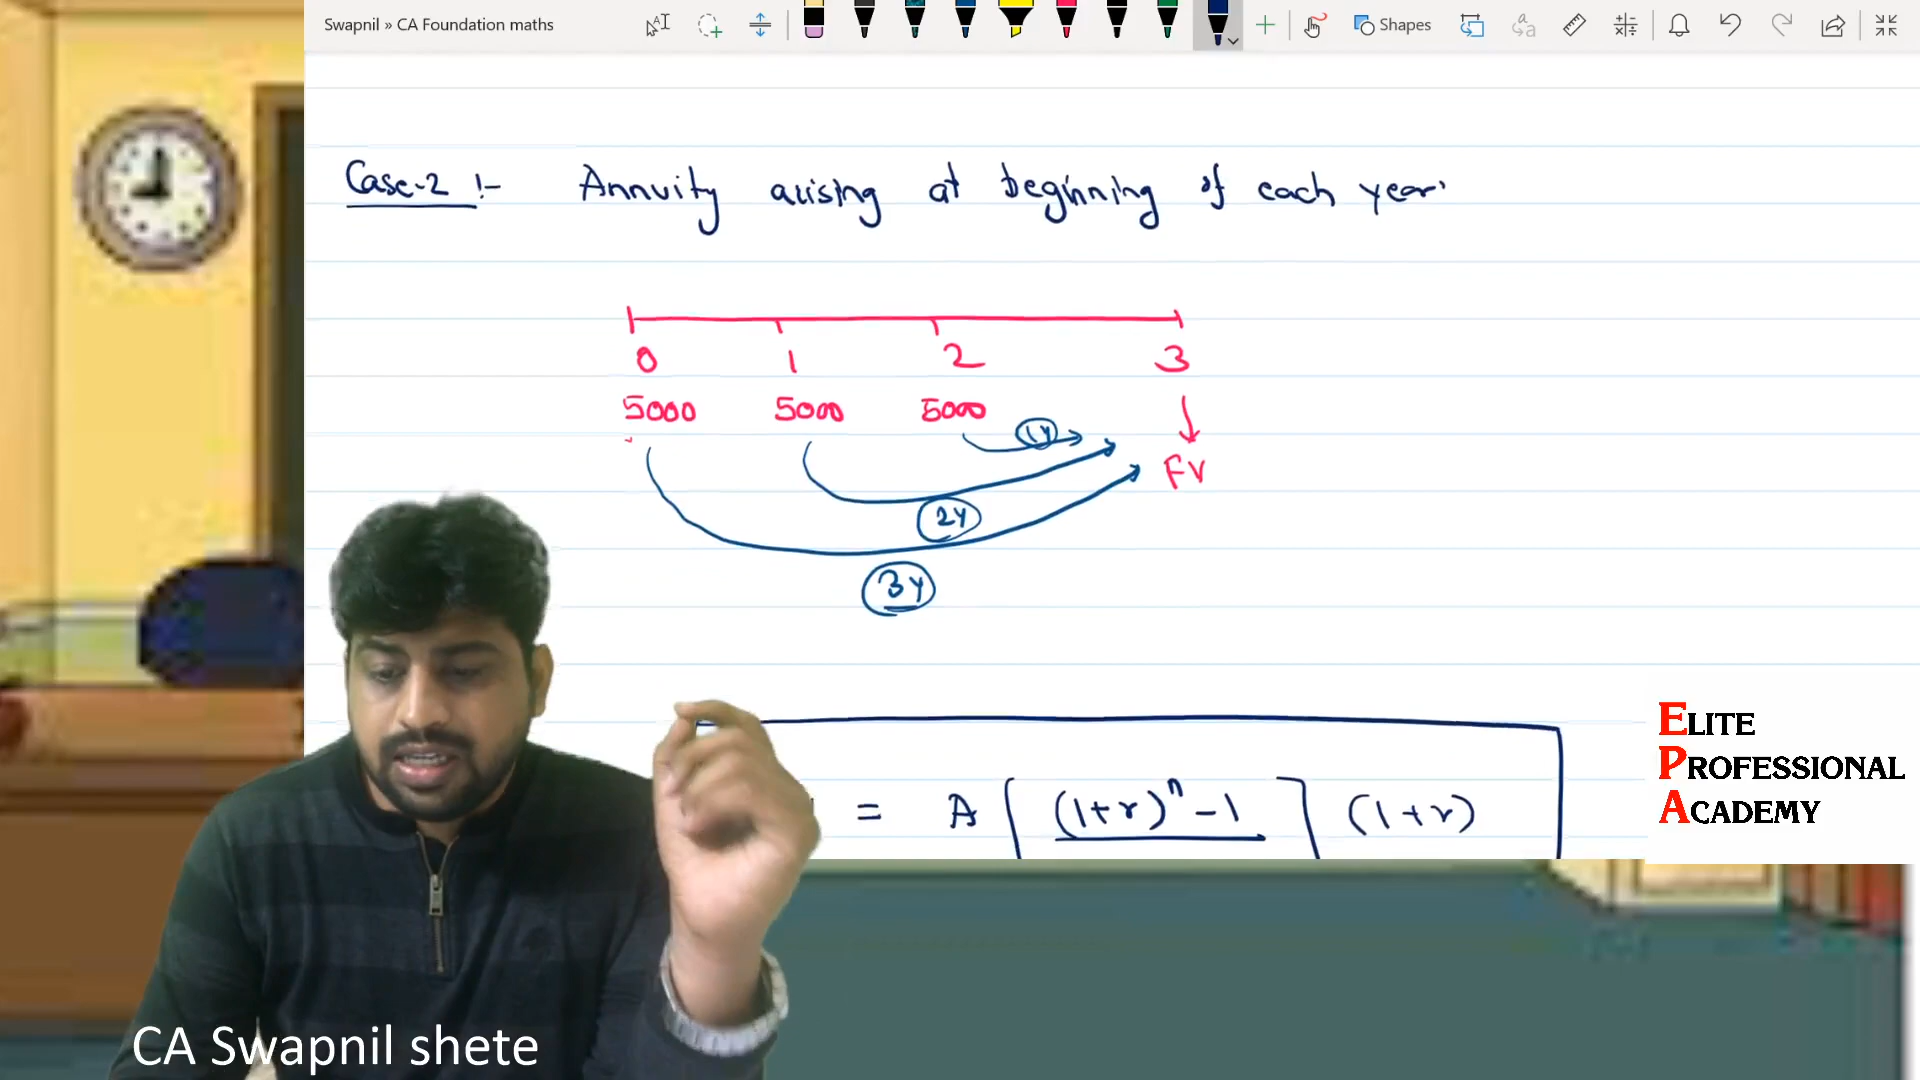 Swapnil » CA Foundation maths
Shapes
Case-2 :- Annuity arising at beginning of each year.
0 1 2 3
5000 5000 5000
1Y
FV
2Y
3Y
= A [ (1+r)ⁿ - 1 ] (1+r)
ELITE
PROFESSIONAL
ACADEMY
CA Swapnil shete